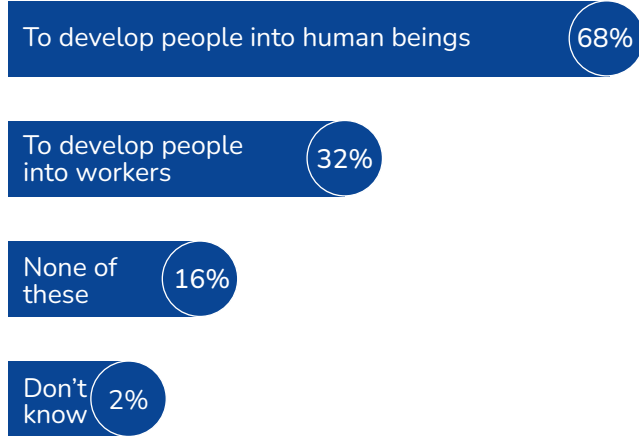 To develop people into human beings
68%
To develop people
into workers
32%
None of
these
16%
Don’t
know
2%